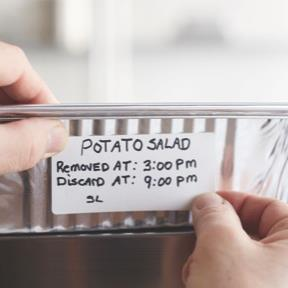 POTATO SALAD
REMOVED AT: 3:00 PM
DISCARD AT: 9:00 PM
SL